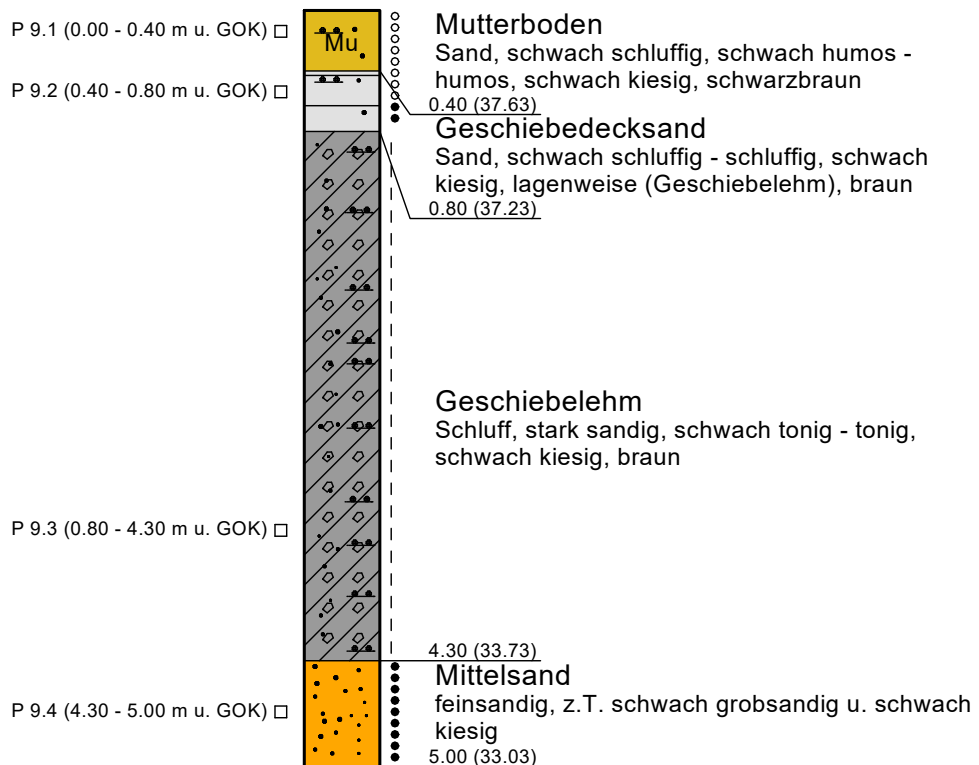 P 9.1 (0.00 - 0.40 m u. GOK)
Mu
Mutterboden
Sand, schwach schluffig, schwach humos -
humos, schwach kiesig, schwarzbraun
P 9.2 (0.40 - 0.80 m u. GOK)
0.40 (37.63)
Geschiebedecksand
Sand, schwach schluffig - schluffig, schwach
kiesig, lagenweise (Geschiebelehm), braun
0.80 (37.23)
Geschiebelehm
Schluff, stark sandig, schwach tonig - tonig,
schwach kiesig, braun
P 9.3 (0.80 - 4.30 m u. GOK)
4.30 (33.73)
Mittelsand
feinsandig, z.T. schwach grobsandig u. schwach
kiesig
P 9.4 (4.30 - 5.00 m u. GOK)
5.00 (33.03)